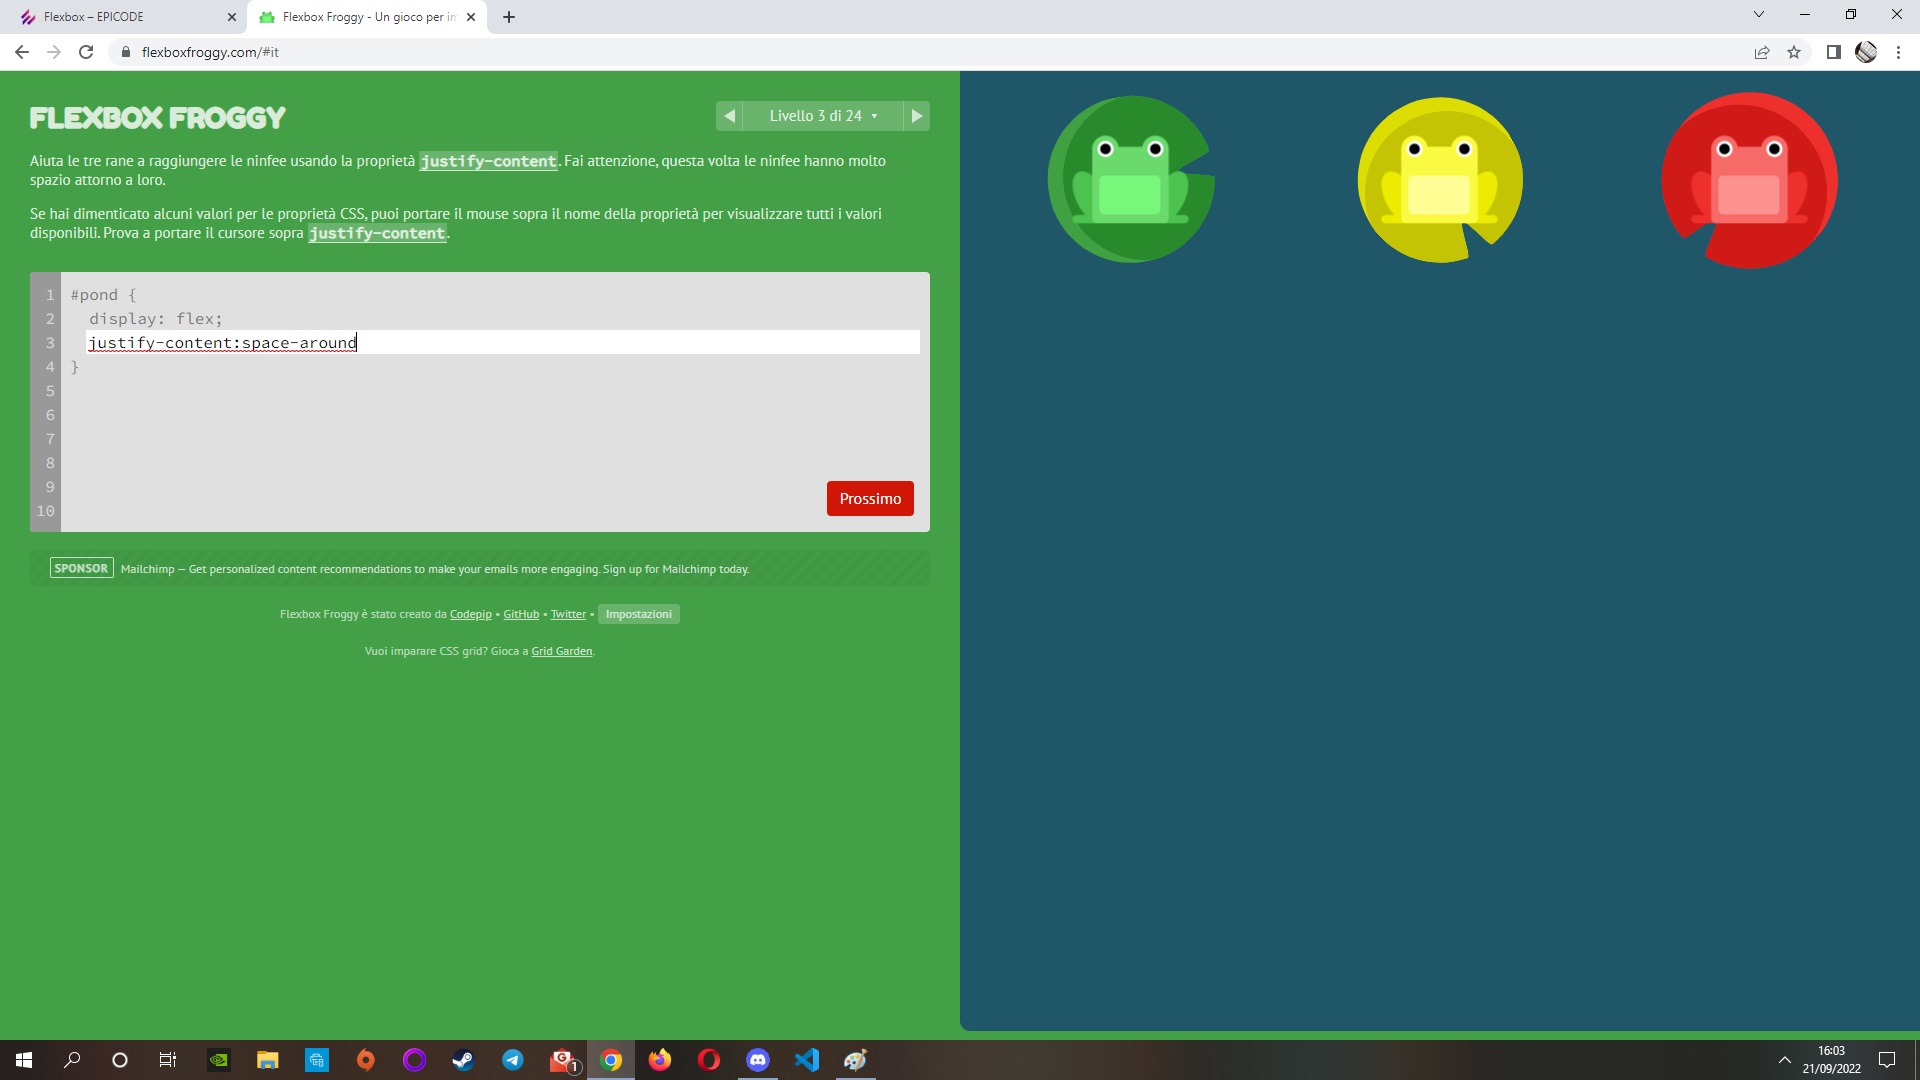 Flexbox – EPICODE
Flexbox Froggy - Un gioco per im
flexboxfroggy.com/#it
FLEXBOX FROGGY
Livello 3 di 24
Aiuta le tre rane a raggiungere le ninfee usando la proprietà justify-content. Fai attenzione, questa volta le ninfee hanno molto
spazio attorno a loro.
Se hai dimenticato alcuni valori per le proprietà CSS, puoi portare il mouse sopra il nome della proprietà per visualizzare tutti i valori
disponibili. Prova a portare il cursore sopra justify-content.
1 #pond {
2 display: flex;
3 justify-content:space-around
4 }
5
6
7
8
9
10
Prossimo
SPONSOR Mailchimp — Get personalized content recommendations to make your emails more engaging. Sign up for Mailchimp today.
Flexbox Froggy è stato creato da Codepip • GitHub • Twitter • Impostazioni
Vuoi imparare CSS grid? Gioca a Grid Garden.
G 1
16:03
21/09/2022